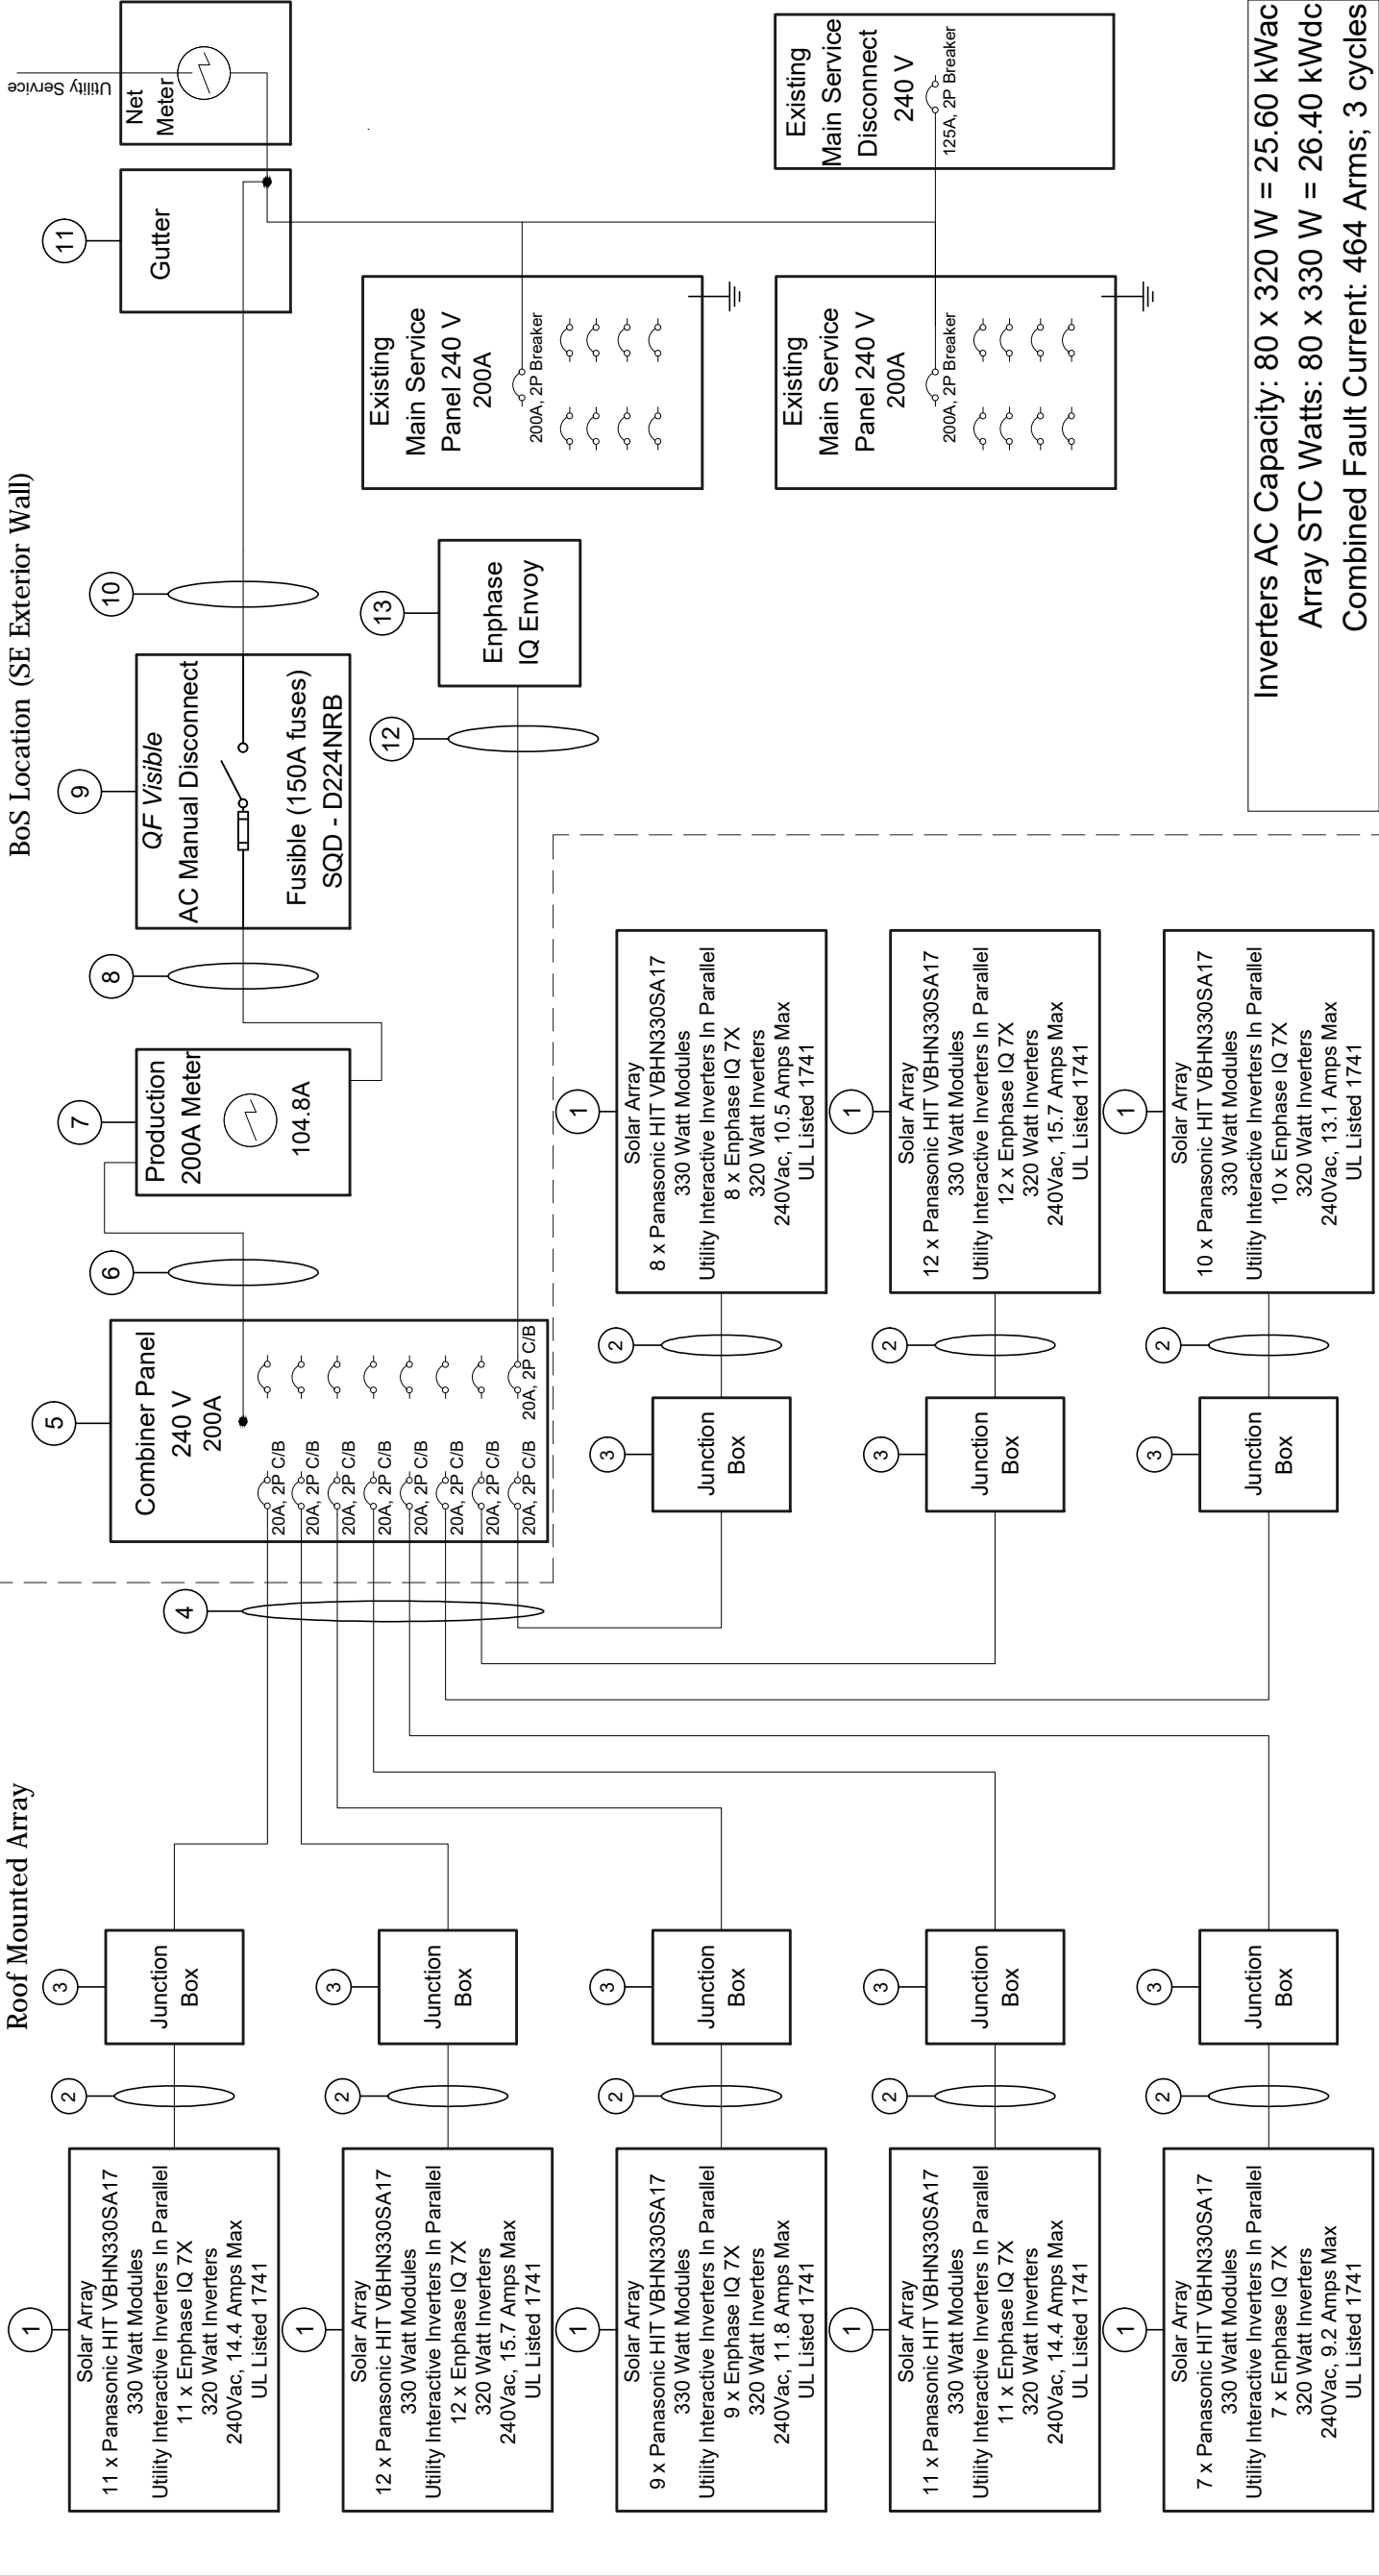 Roof Mounted Array
BoS Location (SE Exterior Wall)
1
Solar Array
11 x Panasonic HIT VBHN330SA17
330 Watt Modules
Utility Interactive Inverters In Parallel
11 x Enphase IQ 7X
320 Watt Inverters
240Vac, 14.4 Amps Max
UL Listed 1741
2
3
Junction
Box
1
Solar Array
12 x Panasonic HIT VBHN330SA17
330 Watt Modules
Utility Interactive Inverters In Parallel
12 x Enphase IQ 7X
320 Watt Inverters
240Vac, 15.7 Amps Max
UL Listed 1741
2
3
Junction
Box
1
Solar Array
9 x Panasonic HIT VBHN330SA17
330 Watt Modules
Utility Interactive Inverters In Parallel
9 x Enphase IQ 7X
320 Watt Inverters
240Vac, 11.8 Amps Max
UL Listed 1741
2
3
Junction
Box
1
Solar Array
11 x Panasonic HIT VBHN330SA17
330 Watt Modules
Utility Interactive Inverters In Parallel
11 x Enphase IQ 7X
320 Watt Inverters
240Vac, 14.4 Amps Max
UL Listed 1741
2
3
Junction
Box
1
Solar Array
7 x Panasonic HIT VBHN330SA17
330 Watt Modules
Utility Interactive Inverters In Parallel
7 x Enphase IQ 7X
320 Watt Inverters
240Vac, 9.2 Amps Max
UL Listed 1741
2
3
Junction
Box
4
5
Combiner Panel
240 V
200A
20A, 2P C/B
20A, 2P C/B
20A, 2P C/B
20A, 2P C/B
20A, 2P C/B
20A, 2P C/B
20A, 2P C/B
20A, 2P C/B
20A, 2P C/B
3
Junction
Box
2
1
Solar Array
8 x Panasonic HIT VBHN330SA17
330 Watt Modules
Utility Interactive Inverters In Parallel
8 x Enphase IQ 7X
320 Watt Inverters
240Vac, 10.5 Amps Max
UL Listed 1741
3
Junction
Box
2
1
Solar Array
12 x Panasonic HIT VBHN330SA17
330 Watt Modules
Utility Interactive Inverters In Parallel
12 x Enphase IQ 7X
320 Watt Inverters
240Vac, 15.7 Amps Max
UL Listed 1741
3
Junction
Box
2
1
Solar Array
10 x Panasonic HIT VBHN330SA17
330 Watt Modules
Utility Interactive Inverters In Parallel
10 x Enphase IQ 7X
320 Watt Inverters
240Vac, 13.1 Amps Max
UL Listed 1741
6
7
Production
200A Meter
104.8A
8
9
QF Visible
AC Manual Disconnect
Fusible (150A fuses)
SQD - D224NRB
10
11
Gutter
Net
Meter
Utility Service
12
13
Enphase
IQ Envoy
Existing
Main Service
Panel 240 V
200A
200A, 2P Breaker
Existing
Main Service
Panel 240 V
200A
200A, 2P Breaker
Existing
Main Service
Disconnect
240 V
125A, 2P Breaker
Inverters AC Capacity: 80 x 320 W = 25.60 kWac
Array STC Watts: 80 x 330 W = 26.40 kWdc
Combined Fault Current: 464 Arms; 3 cycles